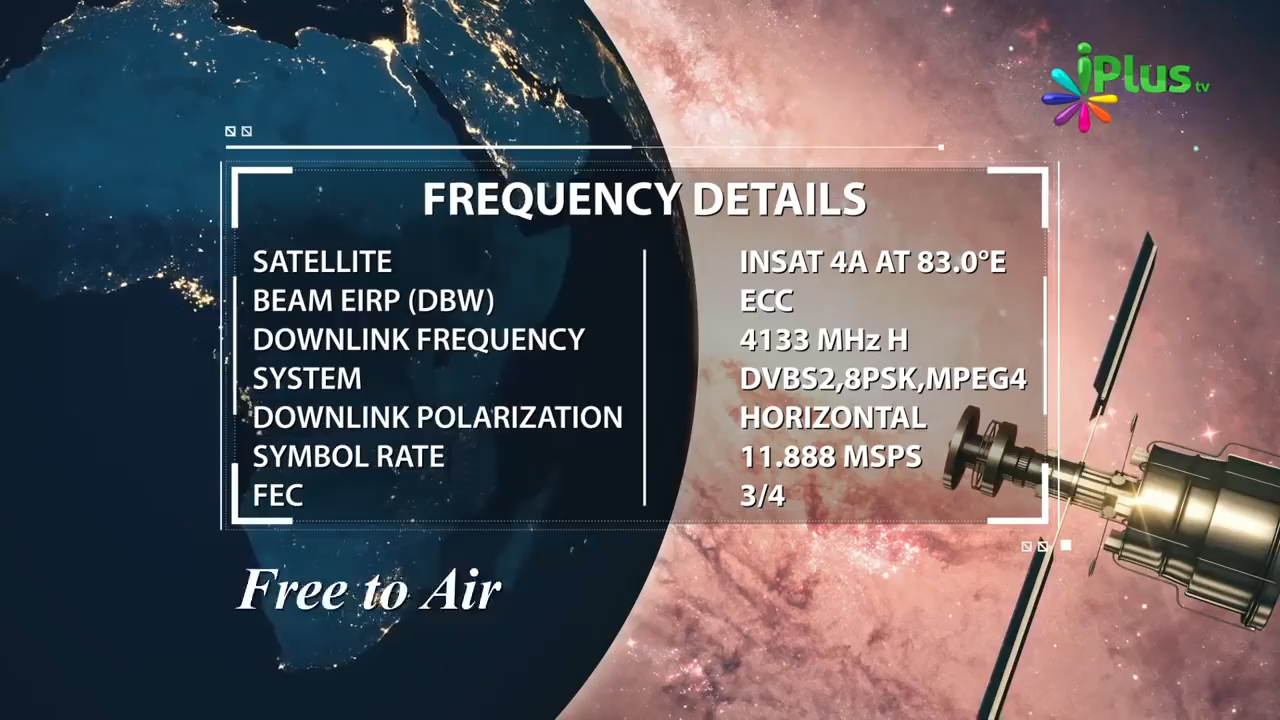 iPlus tv
FREQUENCY DETAILS
SATELLITE INSAT 4A AT 83.0°E
BEAM EIRP (DBW) ECC
DOWNLINK FREQUENCY 4133 MHz H
SYSTEM DVBS2,8PSK,MPEG4
DOWNLINK POLARIZATION HORIZONTAL
SYMBOL RATE 11.888 MSPS
FEC 3/4
Free to Air